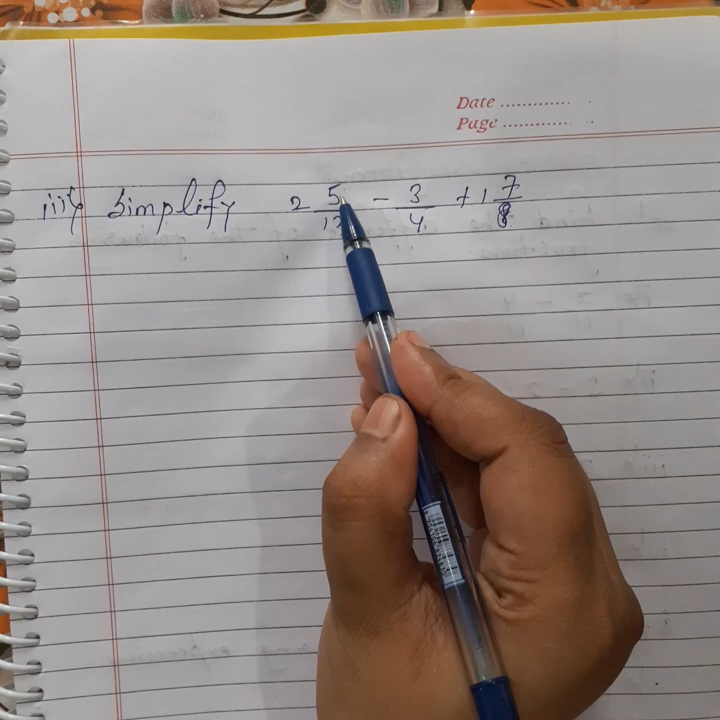 Date ............
Page ............
iii) Simplify 2 5/12 - 3/4 + 1 7/8